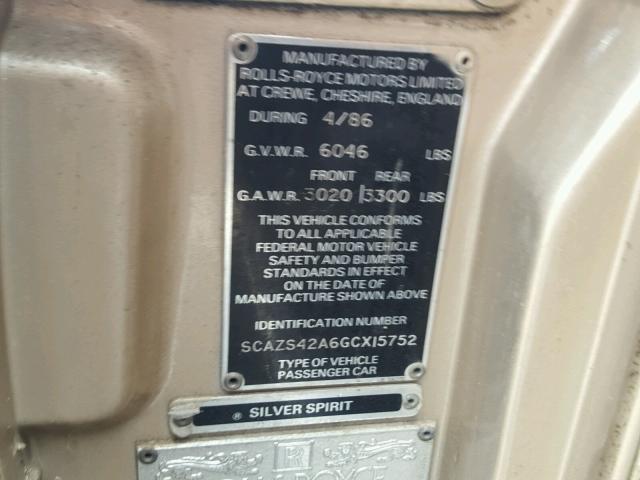 MANUFACTURED BY
ROLLS-ROYCE MOTORS LIMITED
AT CREWE, CHESHIRE, ENGLAND
DURING 4/86
G.V.W.R. 6046 LBS
FRONT REAR
G.A.W.R. 3020 3300 LBS
THIS VEHICLE CONFORMS
TO ALL APPLICABLE
FEDERAL MOTOR VEHICLE
SAFETY AND BUMPER
STANDARDS IN EFFECT
ON THE DATE OF
MANUFACTURE SHOWN ABOVE
IDENTIFICATION NUMBER
SCAZS42A6GCX15752
TYPE OF VEHICLE
PASSENGER CAR
® SILVER SPIRIT
R